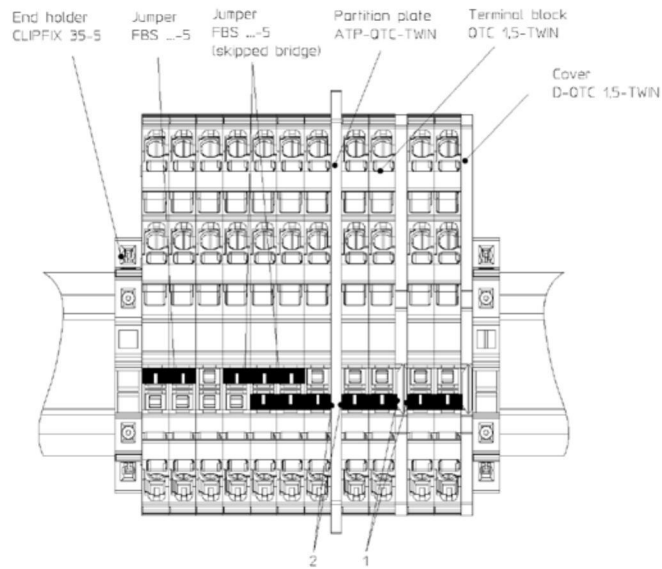 End holder
CLIPFIX 35-5
Jumper
FBS ...-5
Jumper
FBS ...-5
(skipped bridge)
Partition plate
ATP-QTC-TWIN
Terminal block
QTC 1,5-TWIN
Cover
D-QTC 1.5-TWIN
2
1